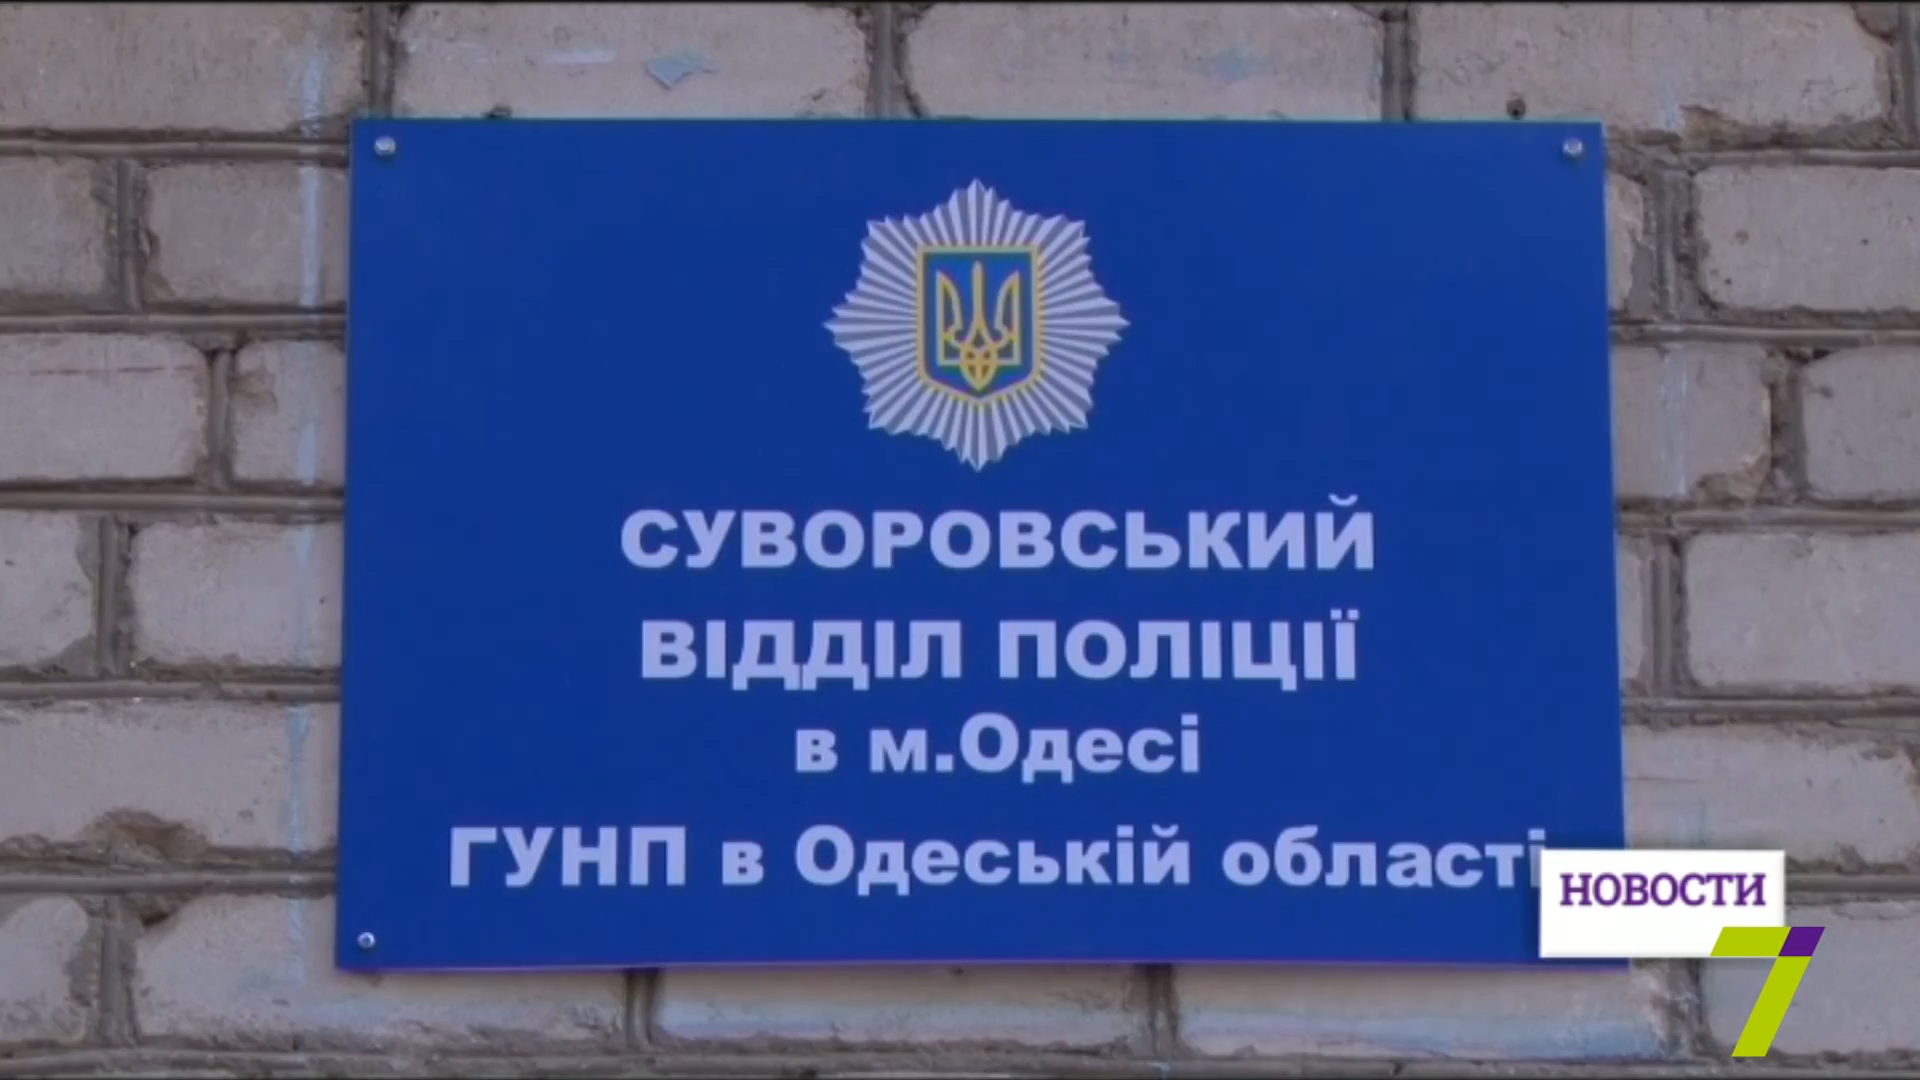 СУВОРОВСЬКИЙ
ВІДДІЛ ПОЛІЦІЇ
в м.Одесі
ГУНП в Одеській області
НОВОСТИ
7